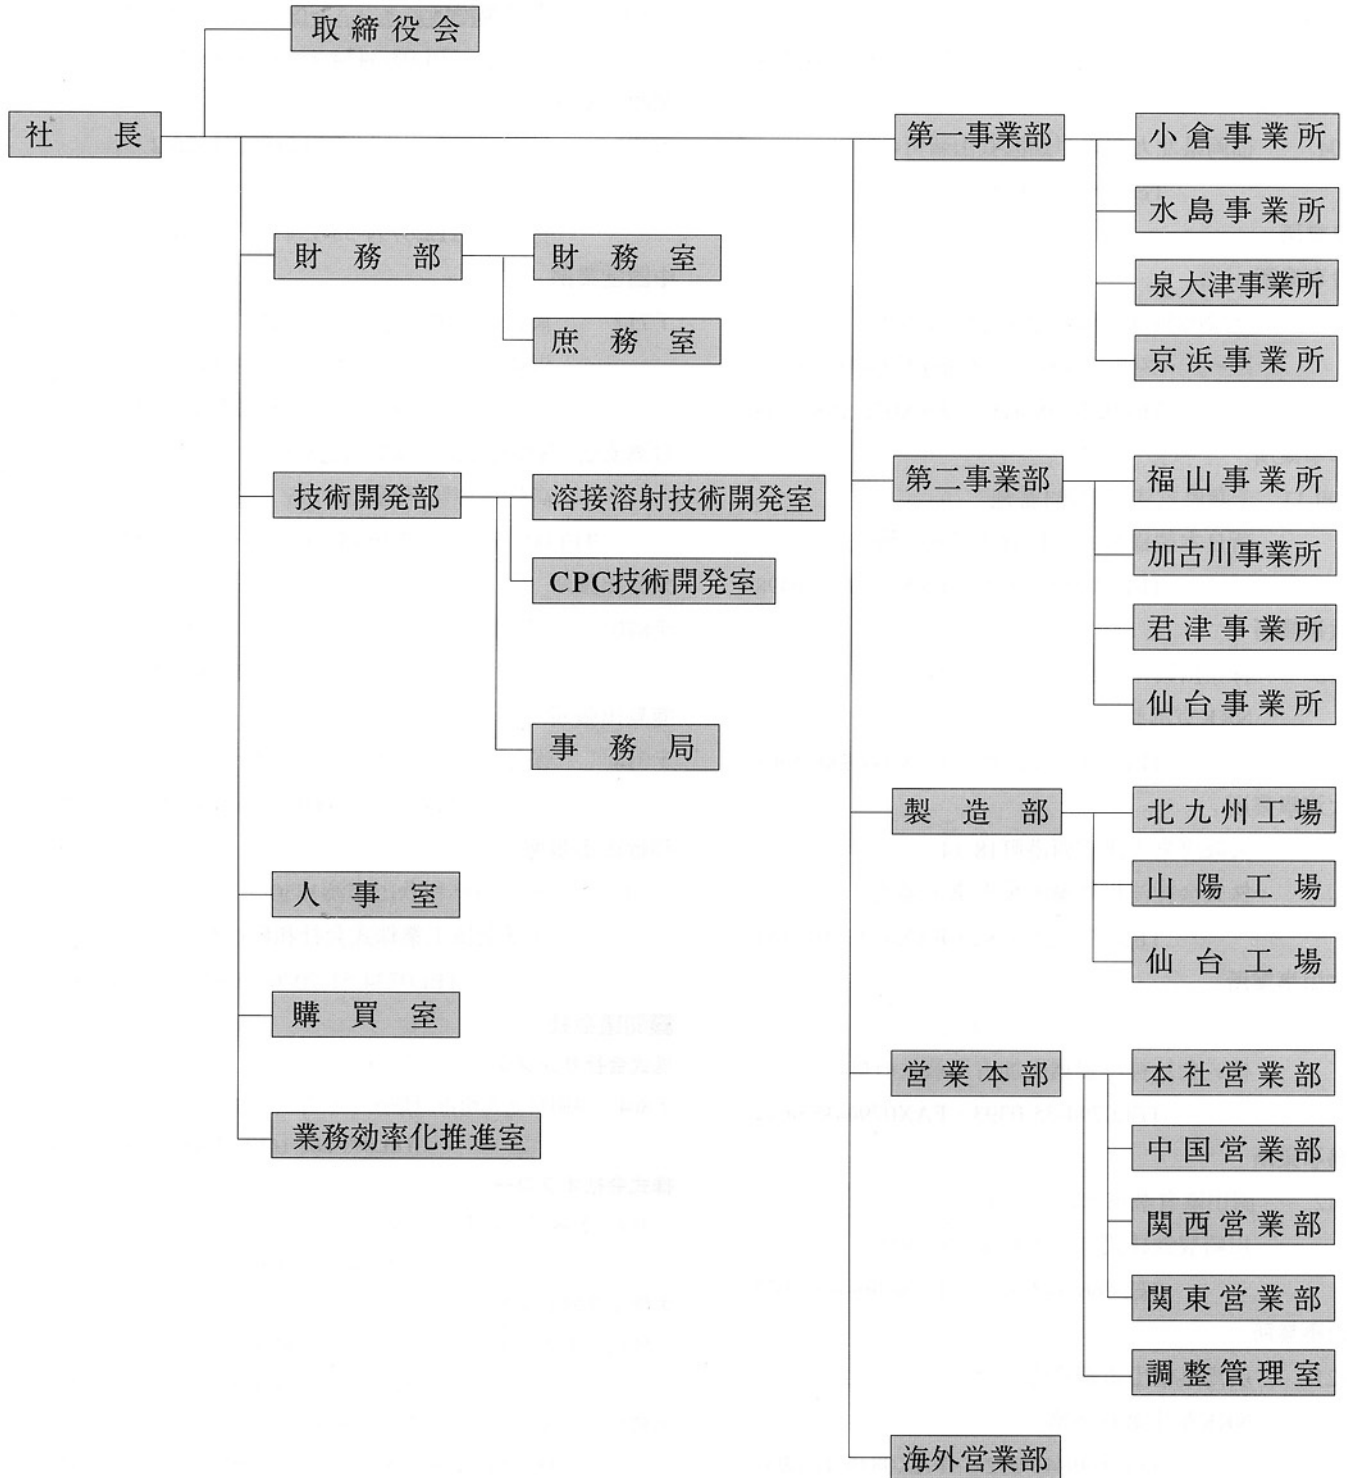 取締役会
社長
財務部
財務室
庶務室
技術開発部
溶接溶射技術開発室
CPC技術開発室
事務局
人事室
購買室
業務効率化推進室
第一事業部
小倉事業所
水島事業所
泉大津事業所
京浜事業所
第二事業部
福山事業所
加古川事業所
君津事業所
仙台事業所
製造部
北九州工場
山陽工場
仙台工場
営業本部
本社営業部
中国営業部
関西営業部
関東営業部
調整管理室
海外営業部